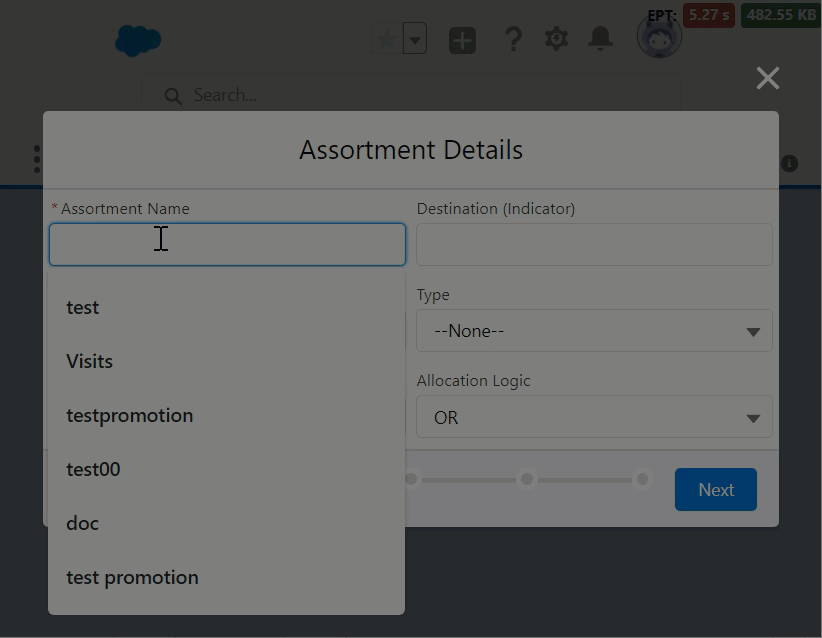 EPT: 5.27 s 482.55 KB
Search...
Assortment Details
* Assortment Name
Destination (Indicator)
test
Visits
testpromotion
test00
doc
test promotion
Type
--None--
Allocation Logic
OR
Next